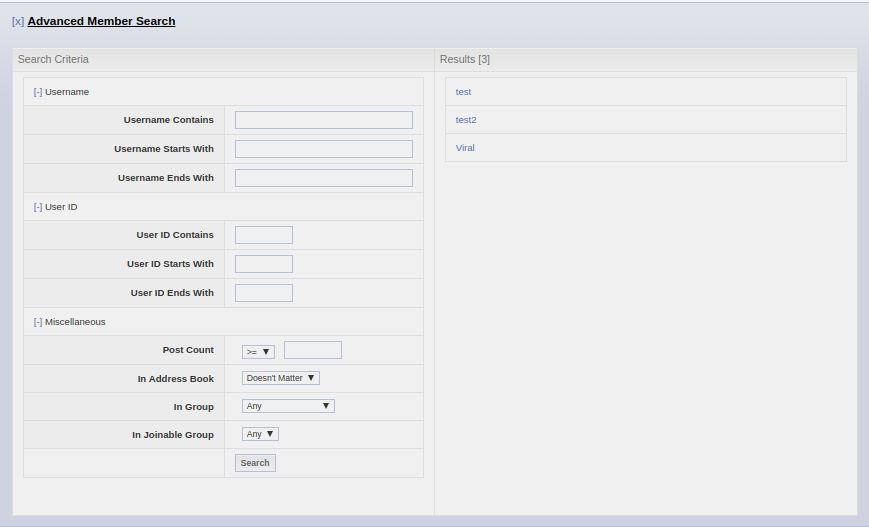 [x] Advanced Member Search
Search Criteria
[-] Username
Username Contains
Username Starts With
Username Ends With
[-] User ID
User ID Contains
User ID Starts With
User ID Ends With
[-] Miscellaneous
Post Count >= ▼
In Address Book Doesn't Matter ▼
In Group Any ▼
In Joinable Group Any ▼
Search
Results [3]
test
test2
Viral